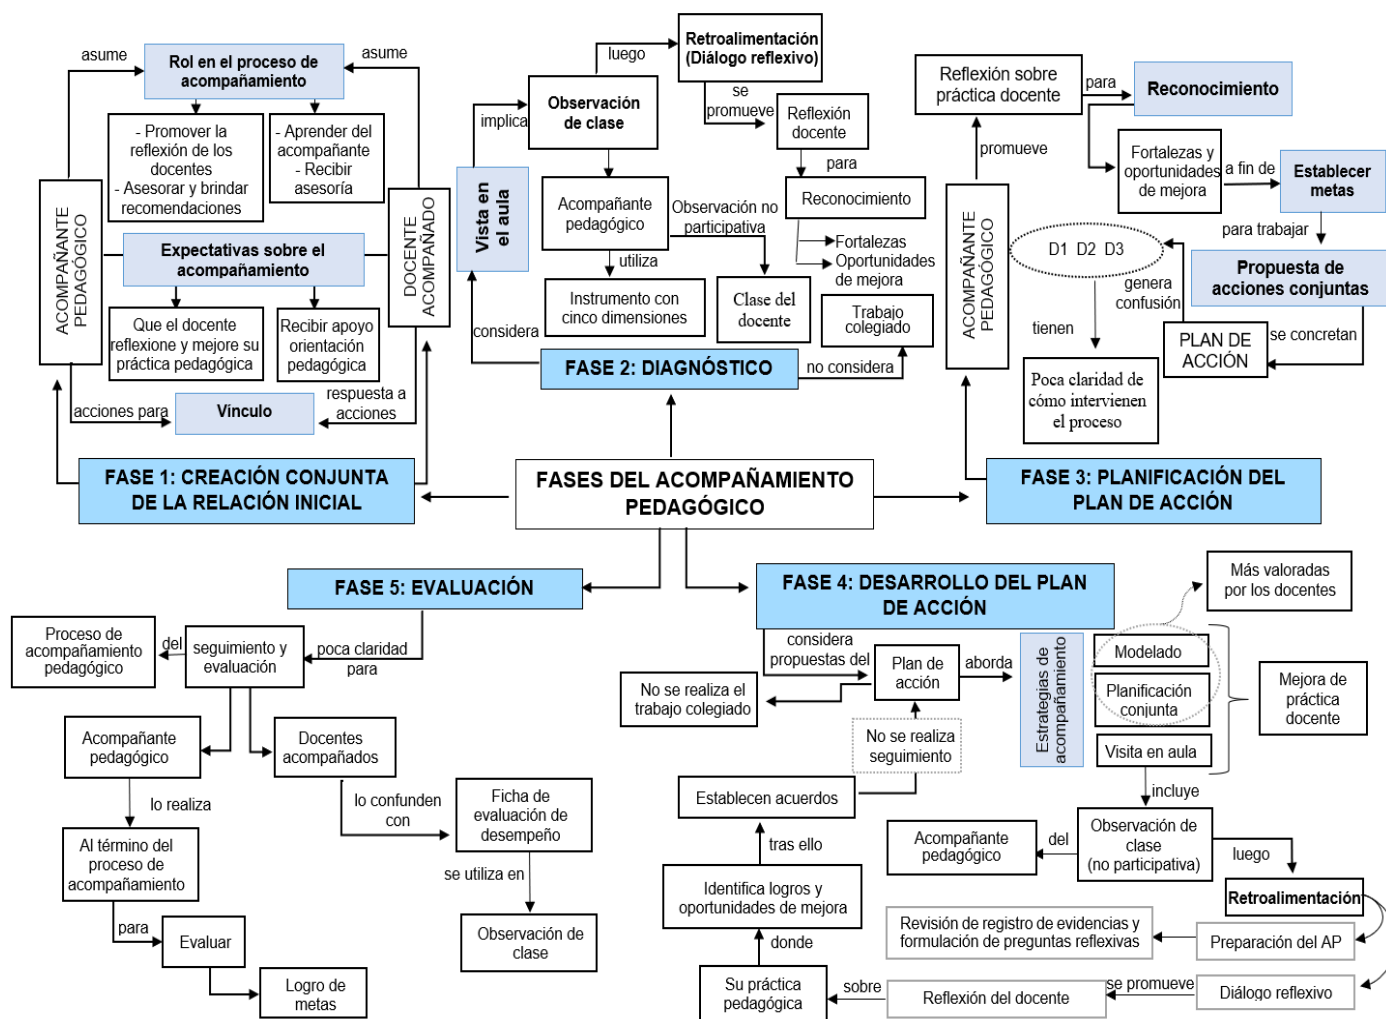 asume
Rol en el proceso de
acompañamiento
asume
- Promover la
reflexión de los
docentes
- Asesorar y brindar
recomendaciones
- Aprender del
acompañante
- Recibir
asesoría
ACOMPAÑANTE
PEDAGÓGICO
DOCENTE
ACOMPAÑADO
Expectativas sobre el
acompañamiento
Que el docente
reflexione y mejore su
práctica pedagógica
Recibir apoyo
orientación
pedagógica
acciones para
Vinculo
respuesta a
acciones
FASE 1: CREACIÓN CONJUNTA
DE LA RELACIÓN INICIAL
luego
Retroalimentación
(Diálogo reflexivo)
Observación
de clase
implica
se
promueve
Reflexión
docente
para
Vista en
el aula
Acompañante
pedagógico
Observación no
participativa
Reconocimiento
Fortalezas
Oportunidades
de mejora
utiliza
Instrumento con
cinco dimensiones
Clase del
docente
Trabajo
colegiado
considera
FASE 2: DIAGNÓSTICO
no considera
Reflexión sobre
práctica docente
para
Reconocimiento
promueve
Fortalezas y
oportunidades
de mejora
a fin de
Establecer
metas
ACOMPAÑANTE
PEDAGÓGICO
para trabajar
D1 D2 D3
Propuesta de
acciones conjuntas
genera
confusión
tienen
PLAN DE
ACCIÓN
se concretan
Poca claridad de
cómo intervienen
el proceso
FASES DEL ACOMPAÑAMIENTO
PEDAGÓGICO
FASE 3: PLANIFICACIÓN DEL
PLAN DE ACCIÓN
FASE 5: EVALUACIÓN
Proceso de
acompañamiento
pedagógico
del
seguimiento y
evaluación
poca claridad
para
Acompañante
pedagógico
Docentes
acompañados
lo realiza
lo confunden
con
Ficha de
evaluación de
desempeño
Al término del
proceso de
acompañamiento
se utiliza en
para
Evaluar
Observación de
clase
Logro de
metas
FASE 4: DESARROLLO DEL PLAN
DE ACCIÓN
Más valoradas
por los docentes
considera
propuestas del
Plan de
acción
aborda
Estrategias de
acompañamiento
Modelado
Planificación
conjunta
Visita en aula
Mejora de
práctica
docente
No se realiza el
trabajo colegiado
No se realiza
seguimiento
incluye
Establecen acuerdos
Acompañante
pedagógico
del
Observación de
clase
(no participativa)
luego
tras ello
Identifica logros y
oportunidades de mejora
Retroalimentación
Revisión de registro de evidencias y
formulación de preguntas reflexivas
Preparación del AP
donde
Su práctica
pedagógica
sobre
Reflexión del docente
se promueve
Diálogo reflexivo